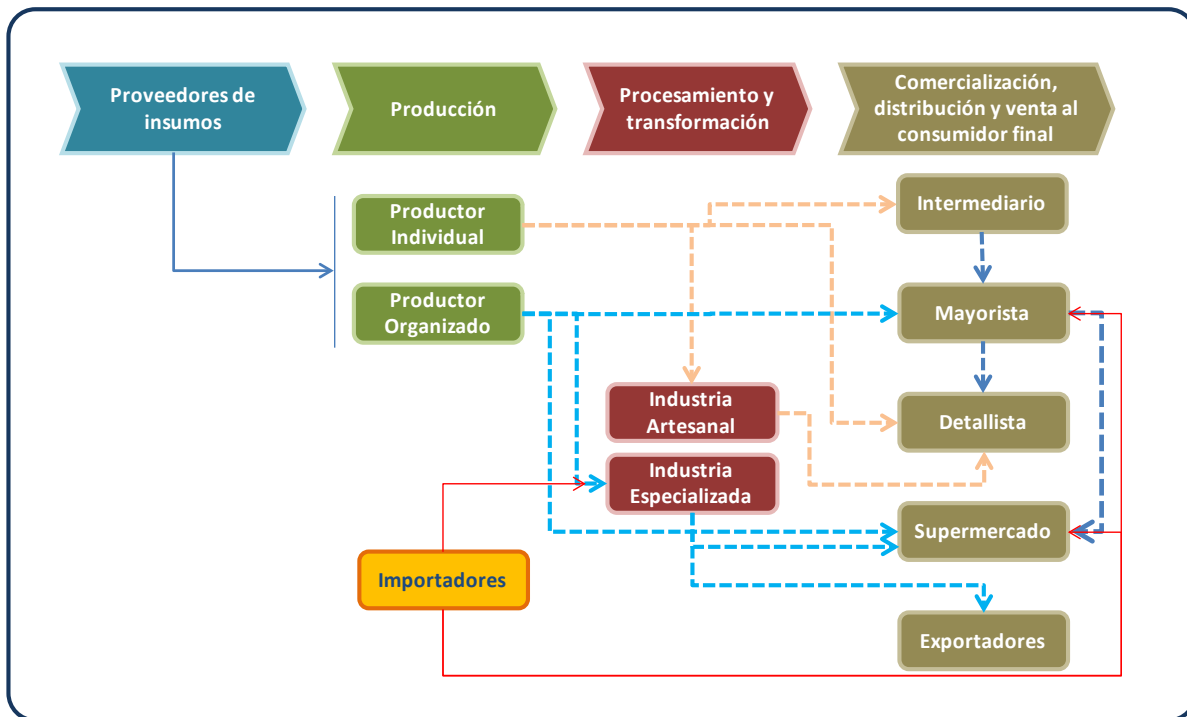 Proveedores de
insumos
Producción
Procesamiento y
transformación
Comercialización,
distribución y venta al
consumidor final
Productor
Individual
Intermediario
Productor
Organizado
Mayorista
Industria
Artesanal
Detallista
Industria
Especializada
Supermercado
Importadores
Exportadores